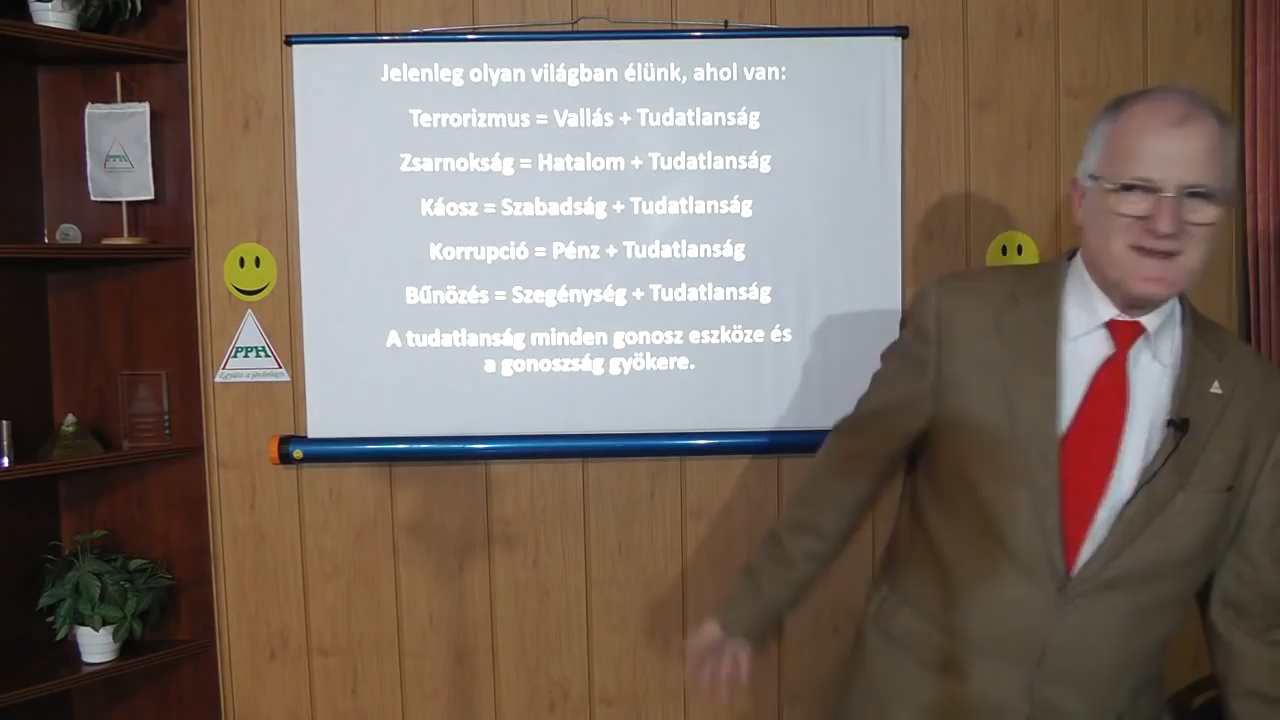 Jelenleg olyan világban élünk, ahol van:
Terrorizmus = Vallás + Tudatlanság
Zsarnokság = Hatalom + Tudatlanság
Káosz = Szabadság + Tudatlanság
Korrupció = Pénz + Tudatlanság
Bűnözés = Szegénység + Tudatlanság
A tudatlanság minden gonosz eszköze és
a gonoszság gyökere.
PPH
PPH